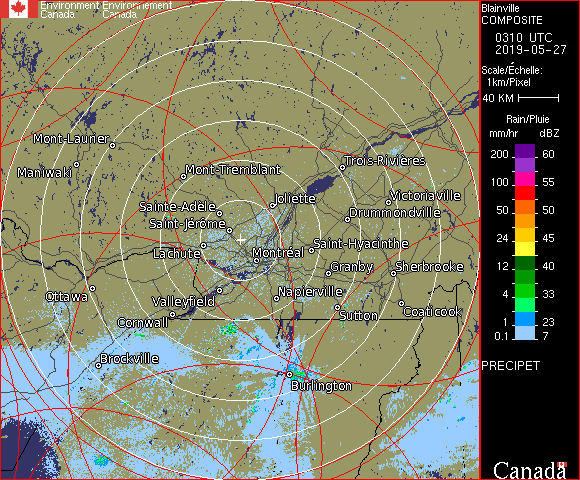 Environment Environnement
Canada Canada
Blainville
COMPOSITE
0310 UTC
2019-05-27
Scale/Échelle:
1km/Pixel
40 KM
Rain/Pluie
mm/hr dBZ
200 60
100 55
50 50
24 45
12 40
4 33
1 23
0.1 7
PRECIPET
Mont-Laurier
Maniwaki
Mont-Tremblant
Trois-Rivières
Joliette
Victoriaville
Sainte-Adèle
Drummondville
Saint-Jérôme
Saint-Hyacinthe
Lachute
Montréal
Granby
Sherbrooke
Ottawa
Valleyfield
Napierville
Coaticook
Sutton
Cornwall
Brockville
Burlington
Canada